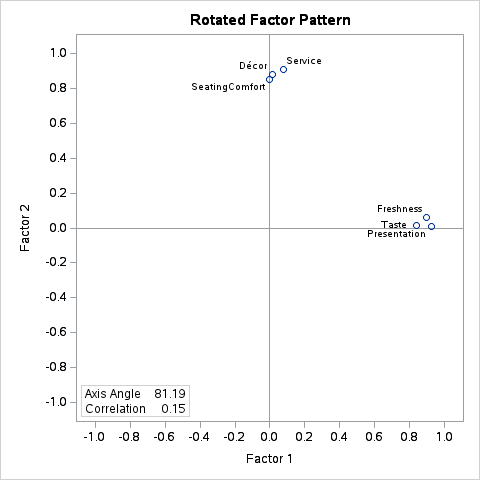 Rotated Factor Pattern
1.0
0.8
0.6
0.4
0.2
0.0
-0.2
-0.4
-0.6
-0.8
-1.0
Factor 2
Service
Décor
SeatingComfort
Freshness
Taste
Presentation
Axis Angle 81.19
Correlation 0.15
-1.0 -0.8 -0.6 -0.4 -0.2 0.0 0.2 0.4 0.6 0.8 1.0
Factor 1